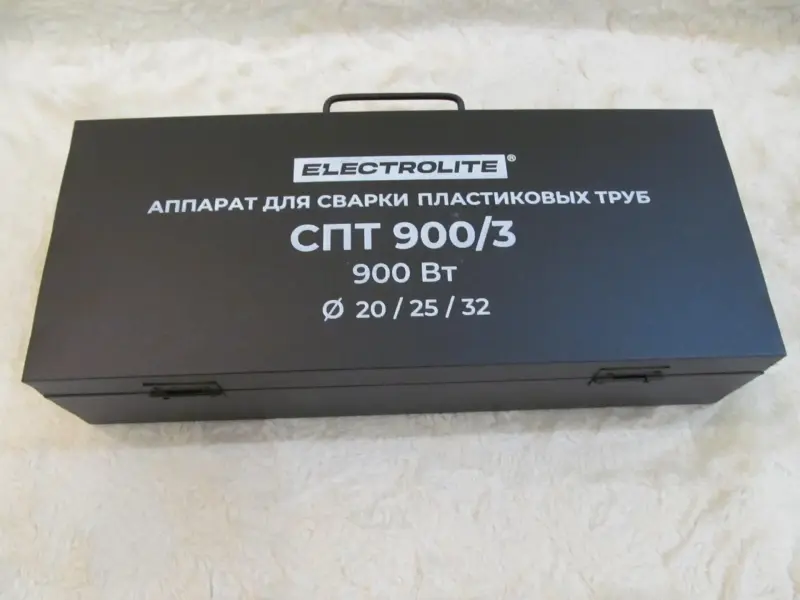 ELECTROLITE®
АППАРАТ ДЛЯ СВАРКИ ПЛАСТИКОВЫХ ТРУБ
СПТ 900/3
900 Вт
Ø 20 / 25 / 32